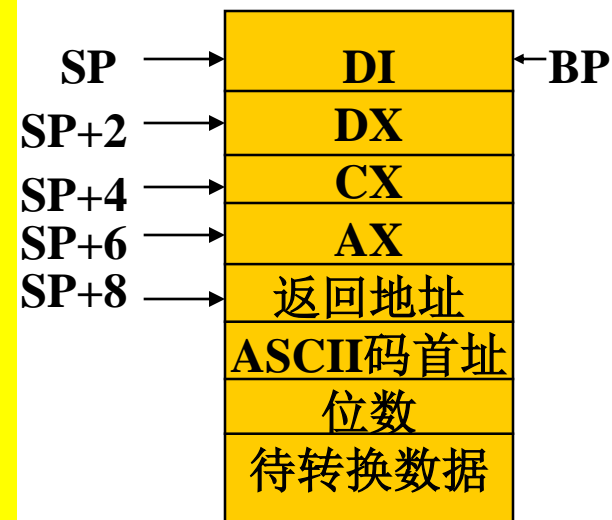 SP DI BP
SP+2 DX
SP+4 CX
SP+6 AX
SP+8 返回地址
ASCII码首址
位数
待转换数据